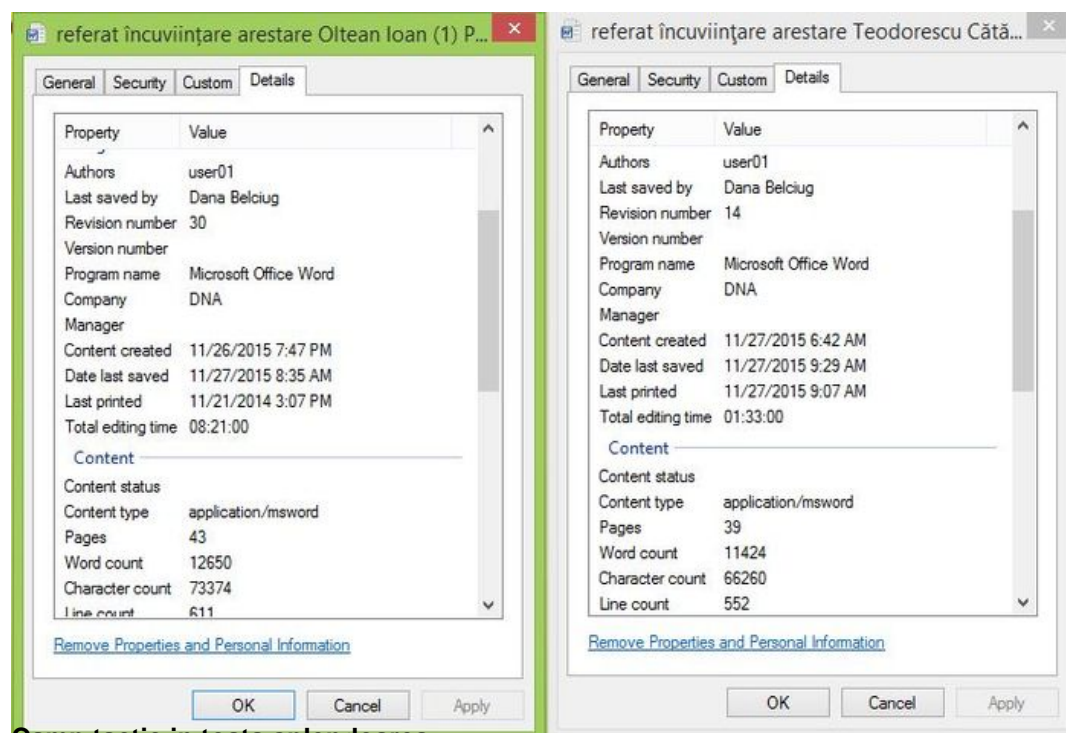 referat încuviințare arestare Oltean Ioan (1) P...
General Security Custom Details
Property Value
Authors user01
Last saved by Dana Belciug
Revision number 30
Version number
Program name Microsoft Office Word
Company DNA
Manager
Content created 11/26/2015 7:47 PM
Date last saved 11/27/2015 8:35 AM
Last printed 11/21/2014 3:07 PM
Total editing time 08:21:00
Content
Content status
Content type application/msword
Pages 43
Word count 12650
Character count 73374
Line count 611
Remove Properties and Personal Information
OK Cancel Apply
referat încuviinţare arestare Teodorescu Cătă...
General Security Custom Details
Property Value
Authors user01
Last saved by Dana Belciug
Revision number 14
Version number
Program name Microsoft Office Word
Company DNA
Manager
Content created 11/27/2015 6:42 AM
Date last saved 11/27/2015 9:29 AM
Last printed 11/27/2015 9:07 AM
Total editing time 01:33:00
Content
Content status
Content type application/msword
Pages 39
Word count 11424
Character count 66260
Line count 552
Remove Properties and Personal Information
OK Cancel Apply